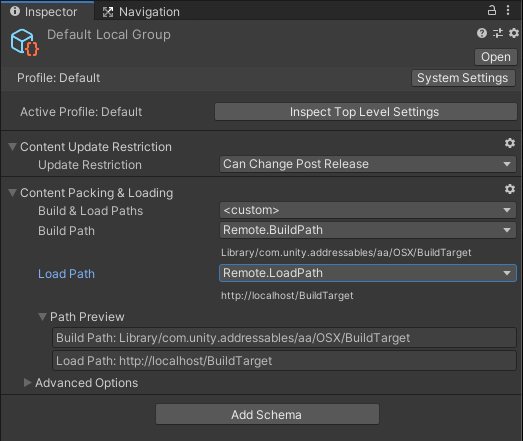 Inspector Navigation
Default Local Group
Open
Profile: Default System Settings
Active Profile: Default Inspect Top Level Settings
Content Update Restriction
Update Restriction Can Change Post Release
Content Packing & Loading
Build & Load Paths <custom>
Build Path Remote.BuildPath
Library/com.unity.addressables/aa/OSX/BuildTarget
Load Path Remote.LoadPath
http://localhost/BuildTarget
Path Preview
Build Path: Library/com.unity.addressables/aa/OSX/BuildTarget
Load Path: http://localhost/BuildTarget
Advanced Options
Add Schema